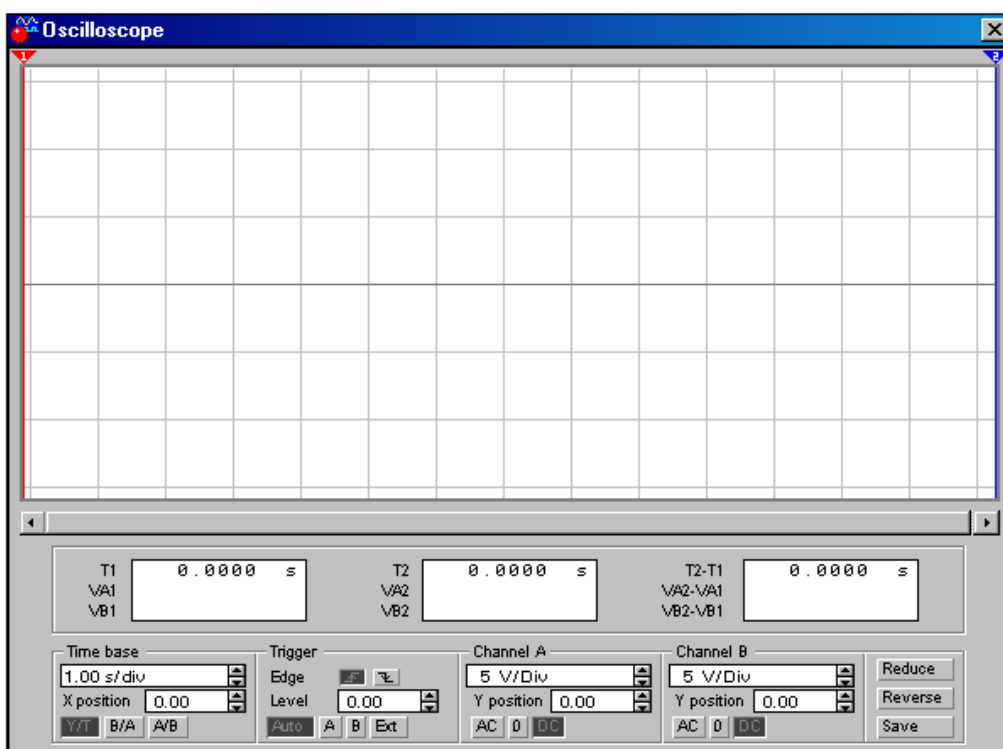 Oscilloscope
1 2
T1 0.0000 s T2 0.0000 s T2-T1 0.0000 s
VA1 VA2 VA2-VA1
VB1 VB2 VB2-VB1
Time base Trigger Channel A Channel B
1.00 s/div Edge 5 V/Div 5 V/Div Reduce
X position 0.00 Level 0.00 Y position 0.00 Y position 0.00 Reverse
Y/T B/A A/B Auto A B Ext AC 0 DC AC 0 DC Save